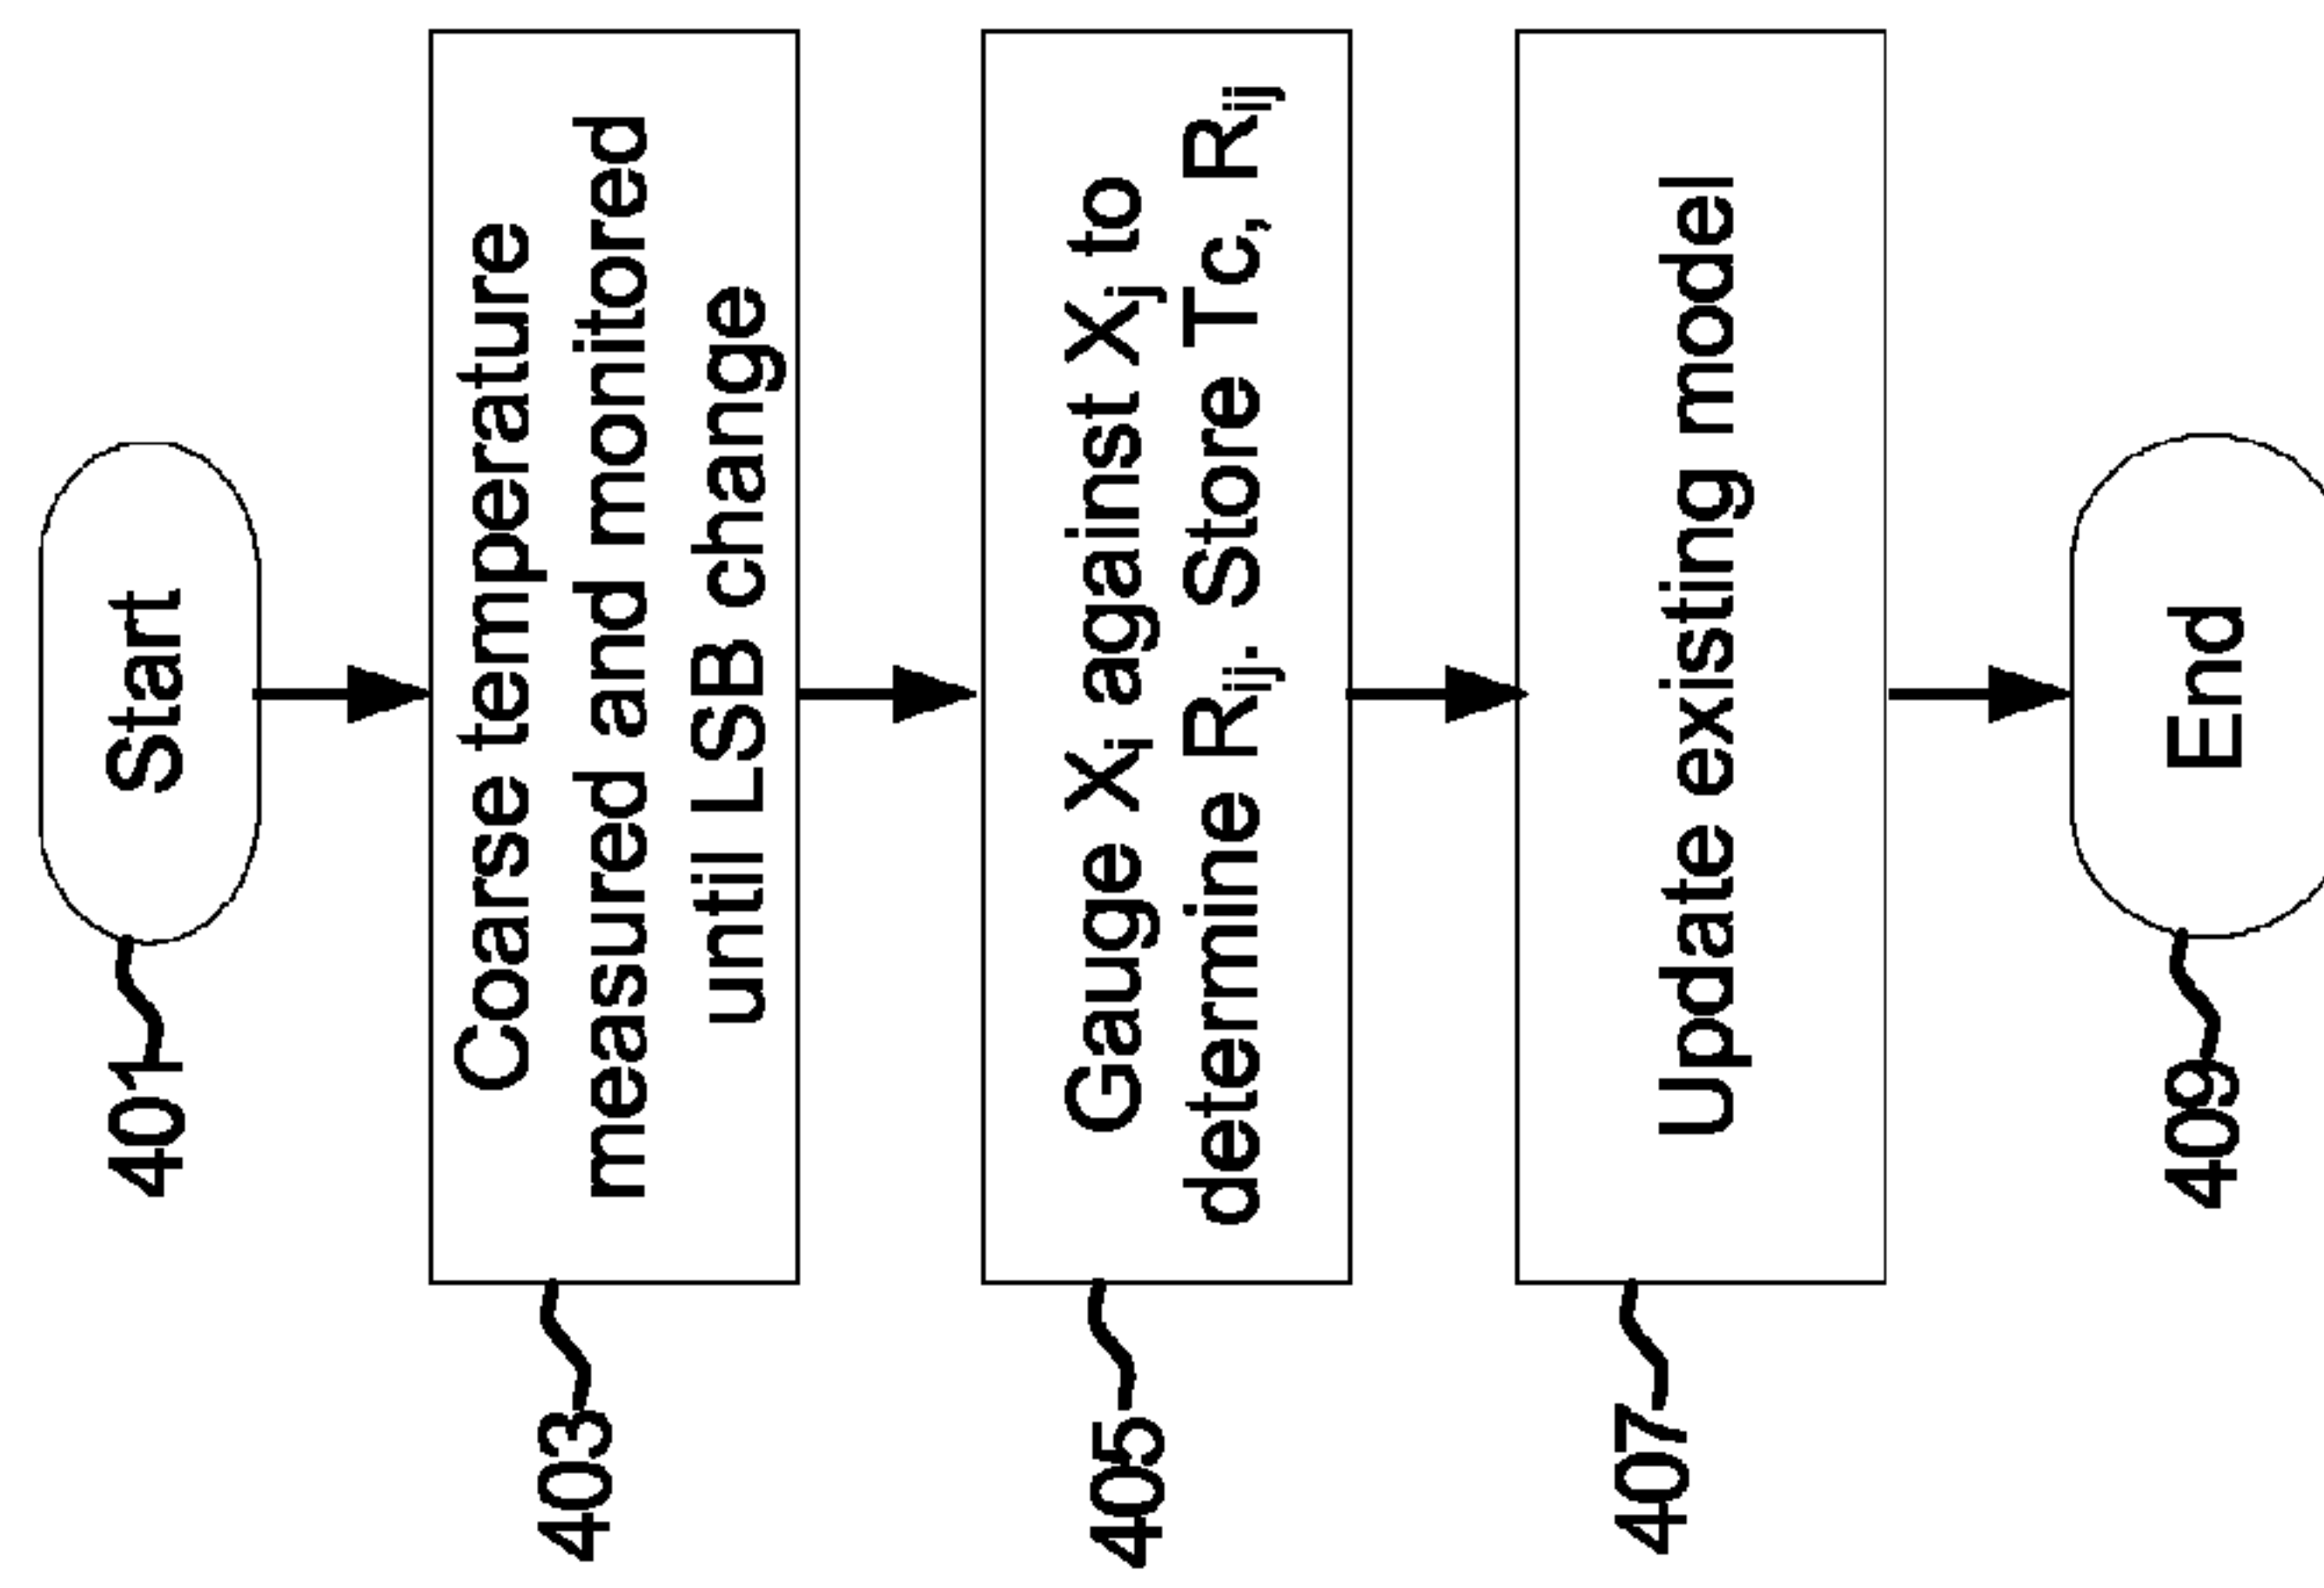 401
Start
403
Coarse temperature
measured and monitored
until LSB change
405
Gauge Xi against Xj to
determine Rij. Store Tc, Rij
407
Update existing model
409
End